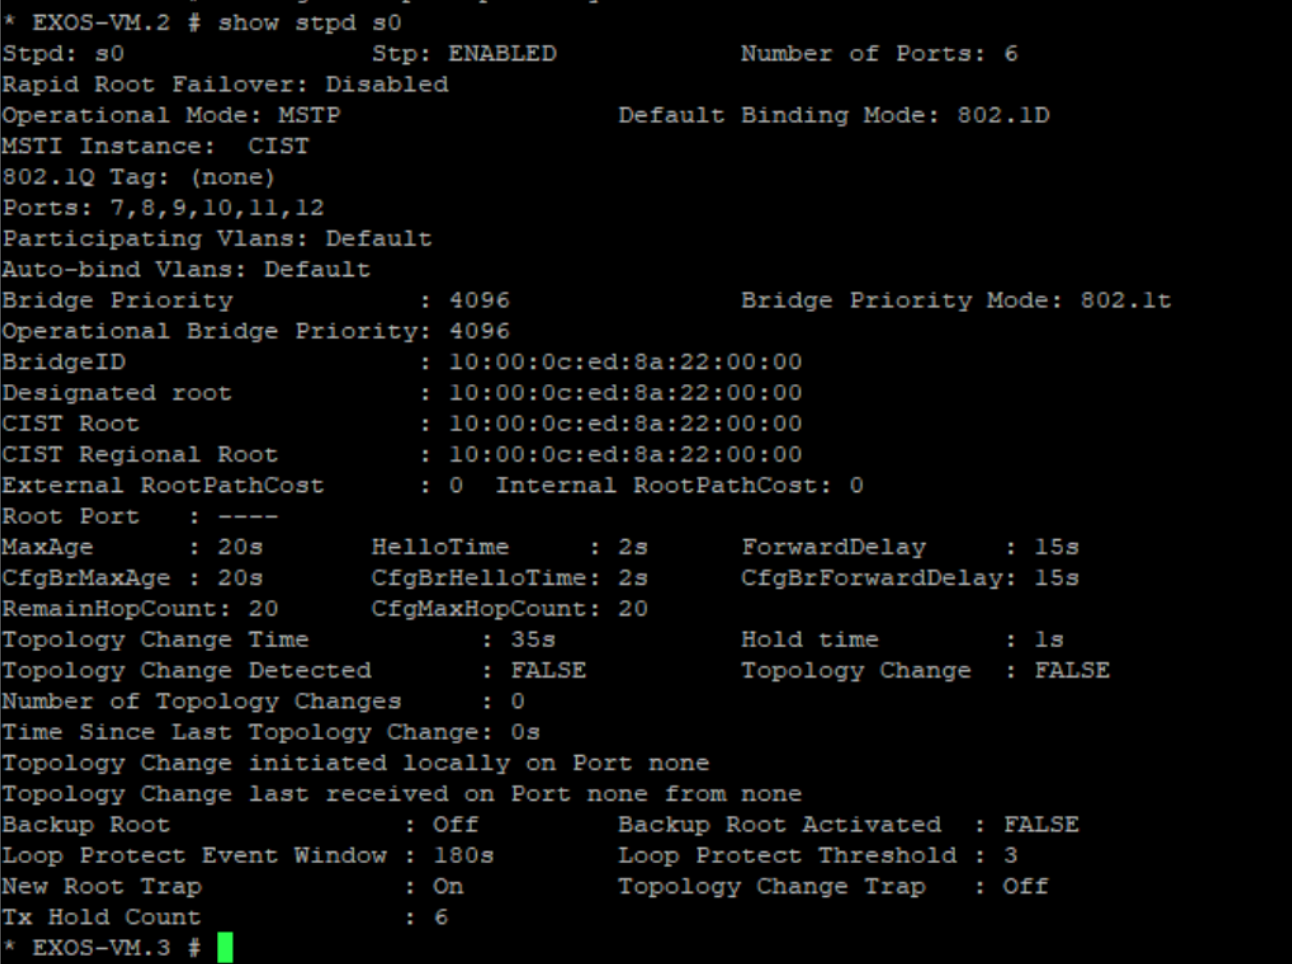 * EXOS-VM.2 # show stpd s0
Stpd: s0                Stp: ENABLED                        Number of Ports: 6
Rapid Root Failover: Disabled
Operational Mode: MSTP                  Default Binding Mode: 802.1D
MSTI Instance:  CIST
802.1Q Tag: (none)
Ports: 7,8,9,10,11,12
Participating Vlans: Default
Auto-bind Vlans: Default
Bridge Priority            : 4096               Bridge Priority Mode: 802.1t
Operational Bridge Priority: 4096
BridgeID                   : 10:00:0c:ed:8a:22:00:00
Designated root            : 10:00:0c:ed:8a:22:00:00
CIST Root                  : 10:00:0c:ed:8a:22:00:00
CIST Regional Root         : 10:00:0c:ed:8a:22:00:00
External RootPathCost      : 0  Internal RootPathCost: 0
Root Port   : ----
MaxAge      : 20s       HelloTime     : 2s      ForwardDelay     : 15s
CfgBrMaxAge : 20s       CfgBrHelloTime: 2s      CfgBrForwardDelay: 15s
RemainHopCount: 20      CfgMaxHopCount: 20
Topology Change Time           : 35s            Hold time        : 1s
Topology Change Detected       : FALSE          Topology Change  : FALSE
Number of Topology Changes     : 0
Time Since Last Topology Change: 0s
Topology Change initiated locally on Port none
Topology Change last received on Port none from none
Backup Root               : Off         Backup Root Activated  : FALSE
Loop Protect Event Window : 180s        Loop Protect Threshold : 3
New Root Trap             : On          Topology Change Trap   : Off
Tx Hold Count             : 6
* EXOS-VM.3 #